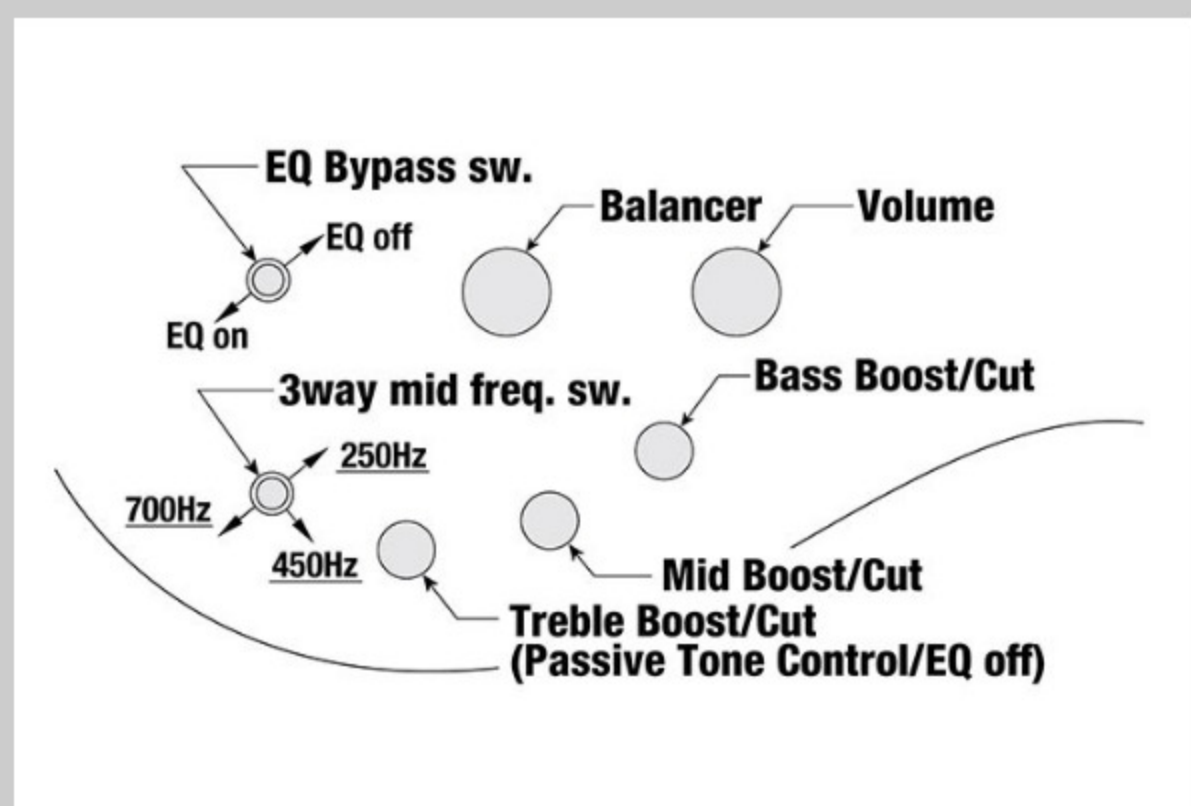 EQ Bypass sw.
EQ off
EQ on
Balancer
Volume
3way mid freq. sw.
250Hz
700Hz
450Hz
Bass Boost/Cut
Mid Boost/Cut
Treble Boost/Cut
(Passive Tone Control/EQ off)